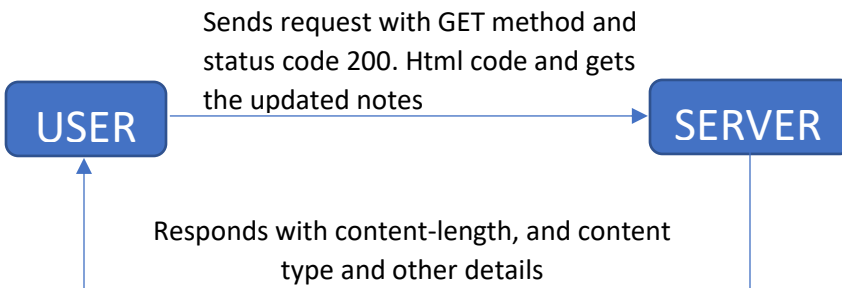 Sends request with GET method and
status code 200. Html code and gets
the updated notes
USER
SERVER
Responds with content-length, and content
type and other details